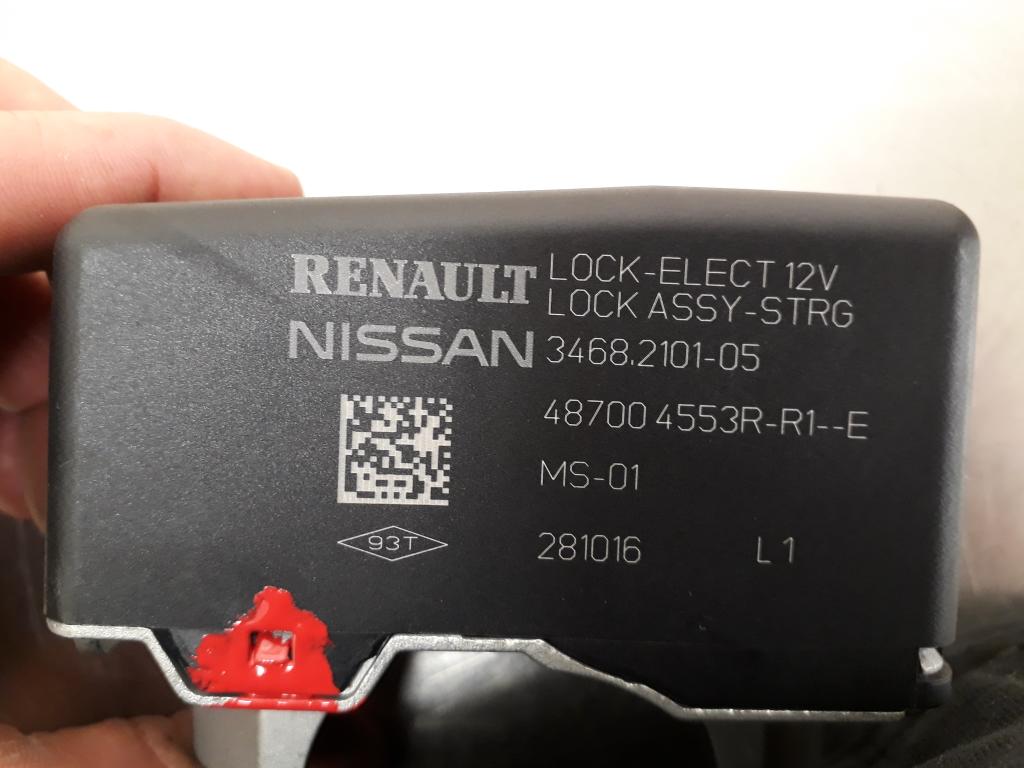 RENAULT LOCK-ELECT 12V
LOCK ASSY-STRG
NISSAN 3468.2101-05
48700 4553R-R1--E
MS-01
93T 281016 L1